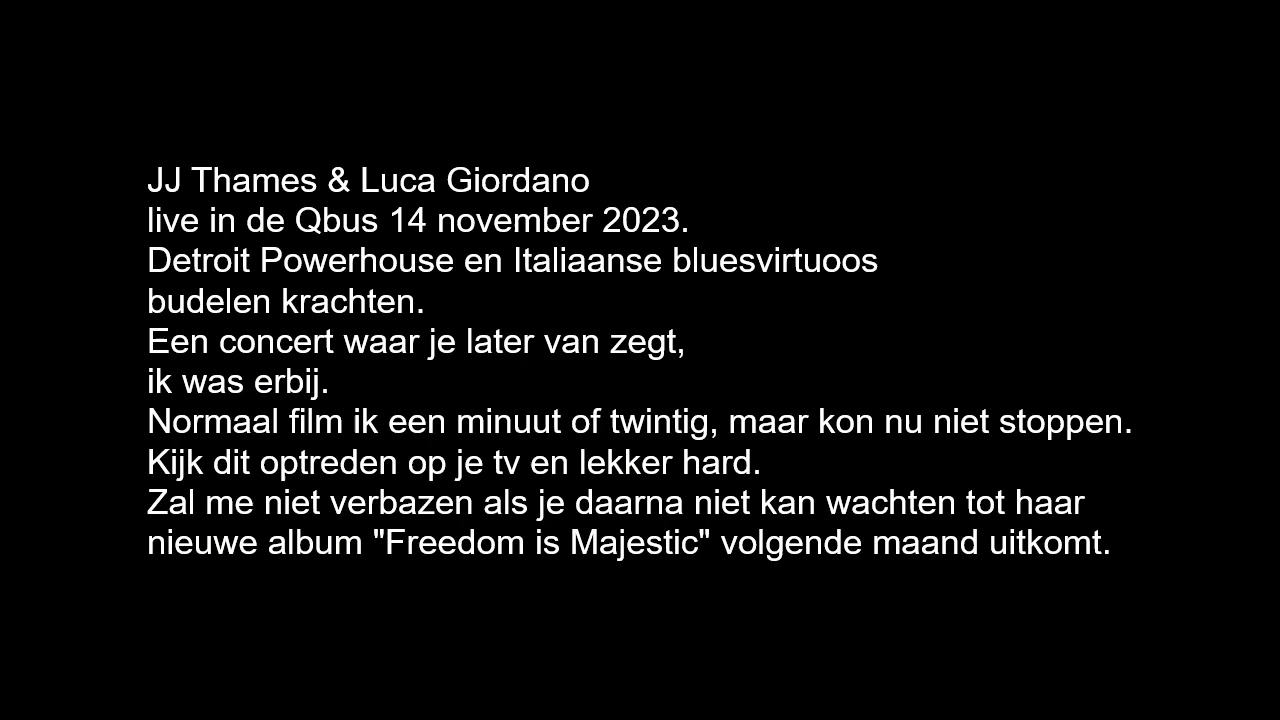 JJ Thames & Luca Giordano
live in de Qbus 14 november 2023.
Detroit Powerhouse en Italiaanse bluesvirtuoos
budelen krachten.
Een concert waar je later van zegt,
ik was erbij.
Normaal film ik een minuut of twintig, maar kon nu niet stoppen.
Kijk dit optreden op je tv en lekker hard.
Zal me niet verbazen als je daarna niet kan wachten tot haar
nieuwe album "Freedom is Majestic" volgende maand uitkomt.